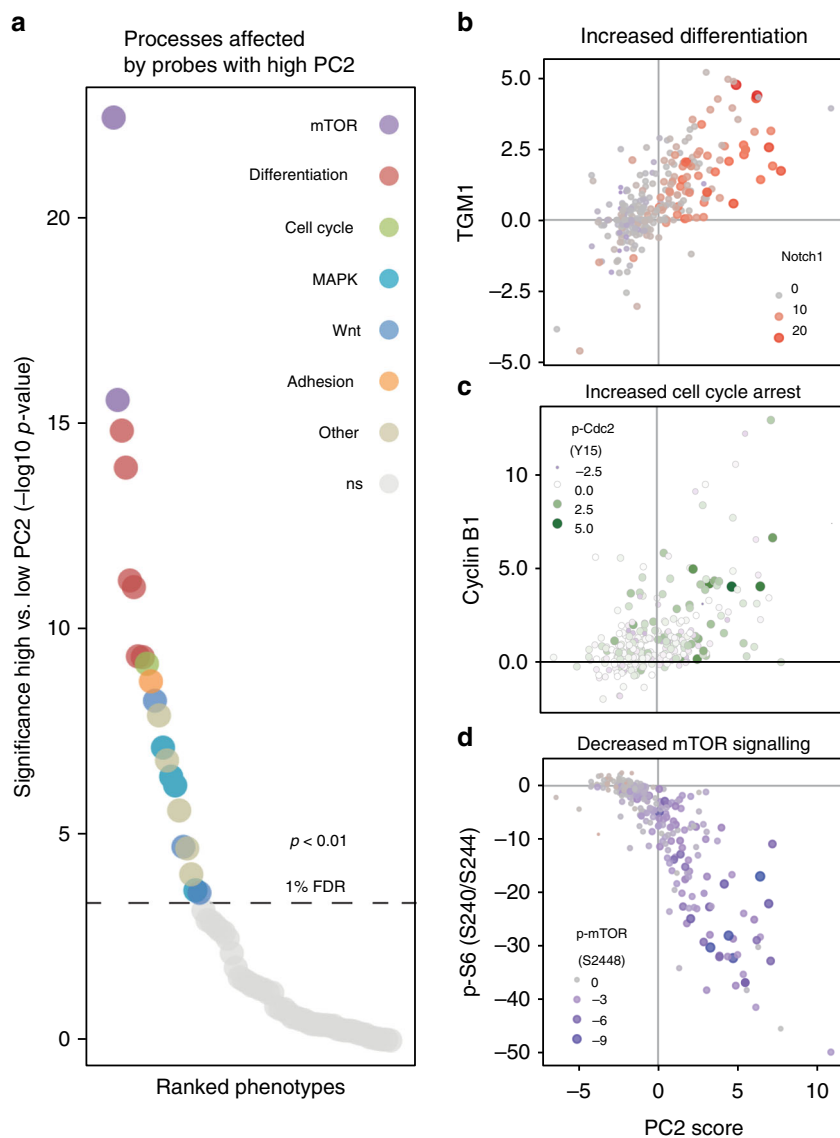 a
Processes affected
by probes with high PC2
Significance high vs. low PC2 (–log10 p-value)
20
15
10
5
0
mTOR
Differentiation
Cell cycle
MAPK
Wnt
Adhesion
Other
ns
p < 0.01
1% FDR
Ranked phenotypes
b
Increased differentiation
TGM1
5.0
2.5
0.0
–2.5
–5.0
Notch1
0
10
20
c
Increased cell cycle arrest
Cyclin B1
10
5.0
0.0
p-Cdc2
(Y15)
–2.5
0.0
2.5
5.0
d
Decreased mTOR signalling
p-S6 (S240/S244)
0
–10
–20
–30
–40
–50
p-mTOR
(S2448)
0
–3
–6
–9
–5 0 5 10
PC2 score